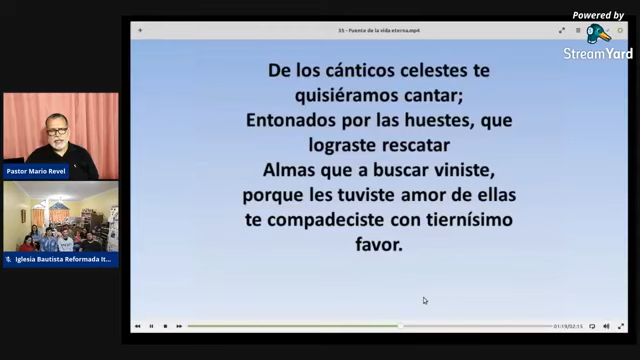 Powered by
StreamYard
55 - Fuente de la vida eterna.mp4
De los cánticos celestes te
quisiéramos cantar;
Entonados por las huestes, que
lograste rescatar
Almas que a buscar viniste,
porque les tuviste amor de ellas
te compadeciste con tiernísimo
favor.
Pastor Mario Revel
Iglesia Bautista Reformada It...
01:19/02:15